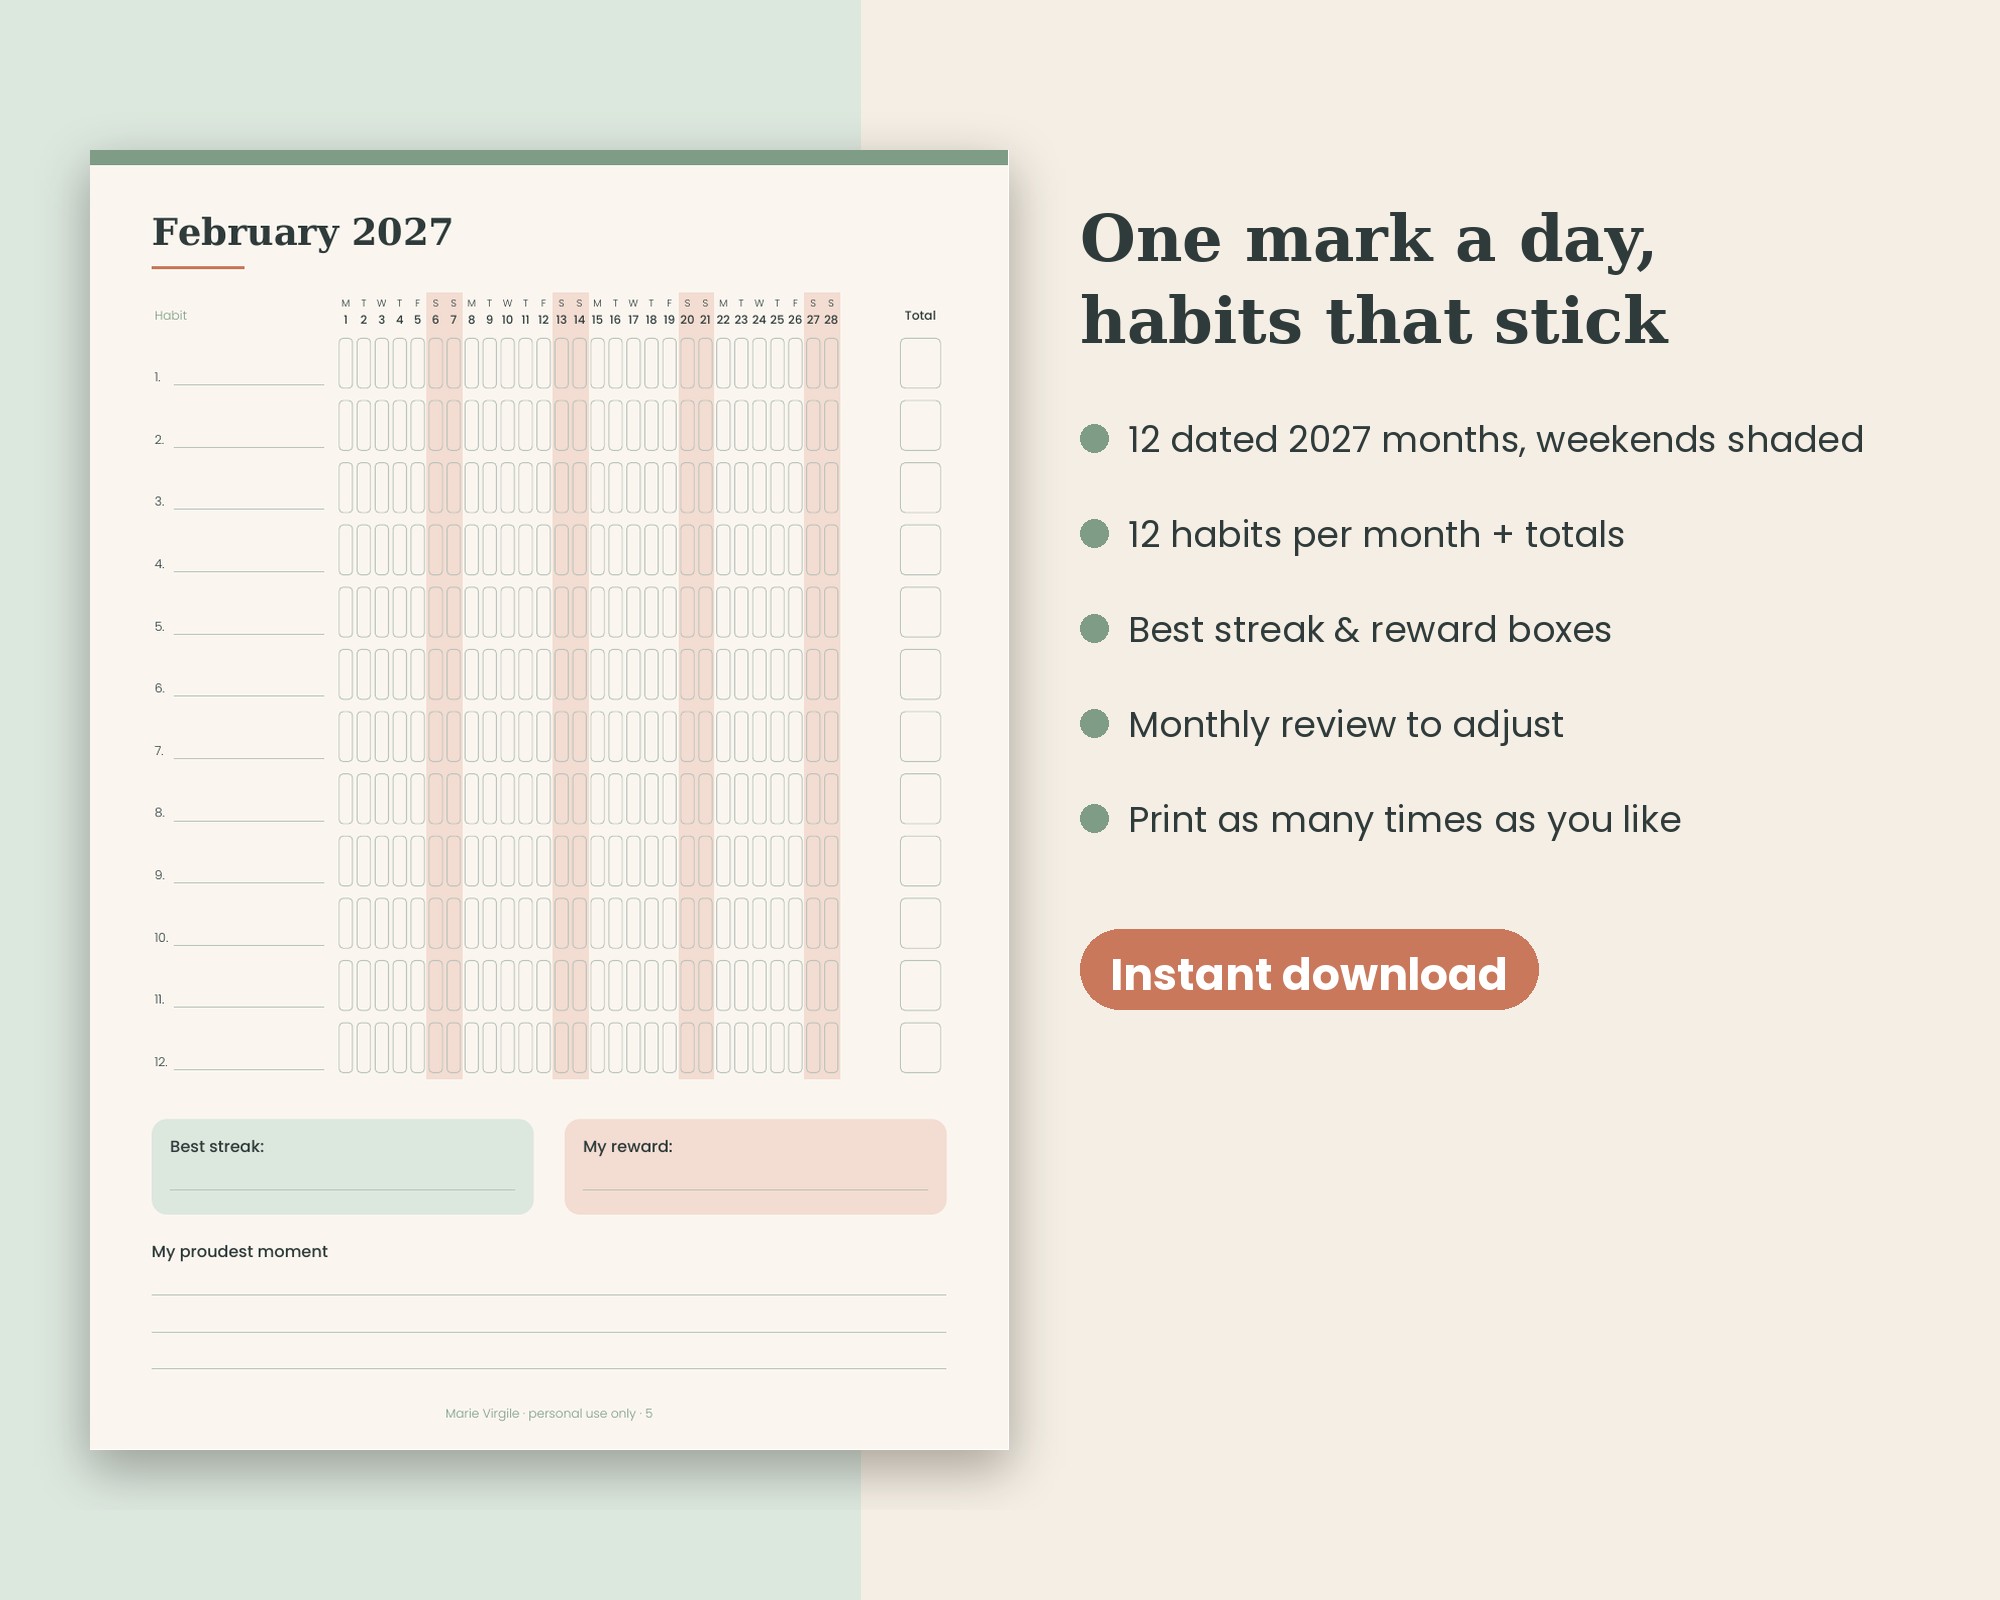 February 2027
Habit
M T W T F S S M T W T F S S M T W T F S S M T W T F S S
1 2 3 4 5 6 7 8 9 10 11 12 13 14 15 16 17 18 19 20 21 22 23 24 25 26 27 28
Total
1.
2.
3.
4.
5.
6.
7.
8.
9.
10.
11.
12.
Best streak:
My reward:
My proudest moment
Marie Virgile · personal use only · 5
One mark a day,
habits that stick
12 dated 2027 months, weekends shaded
12 habits per month + totals
Best streak & reward boxes
Monthly review to adjust
Print as many times as you like
Instant download